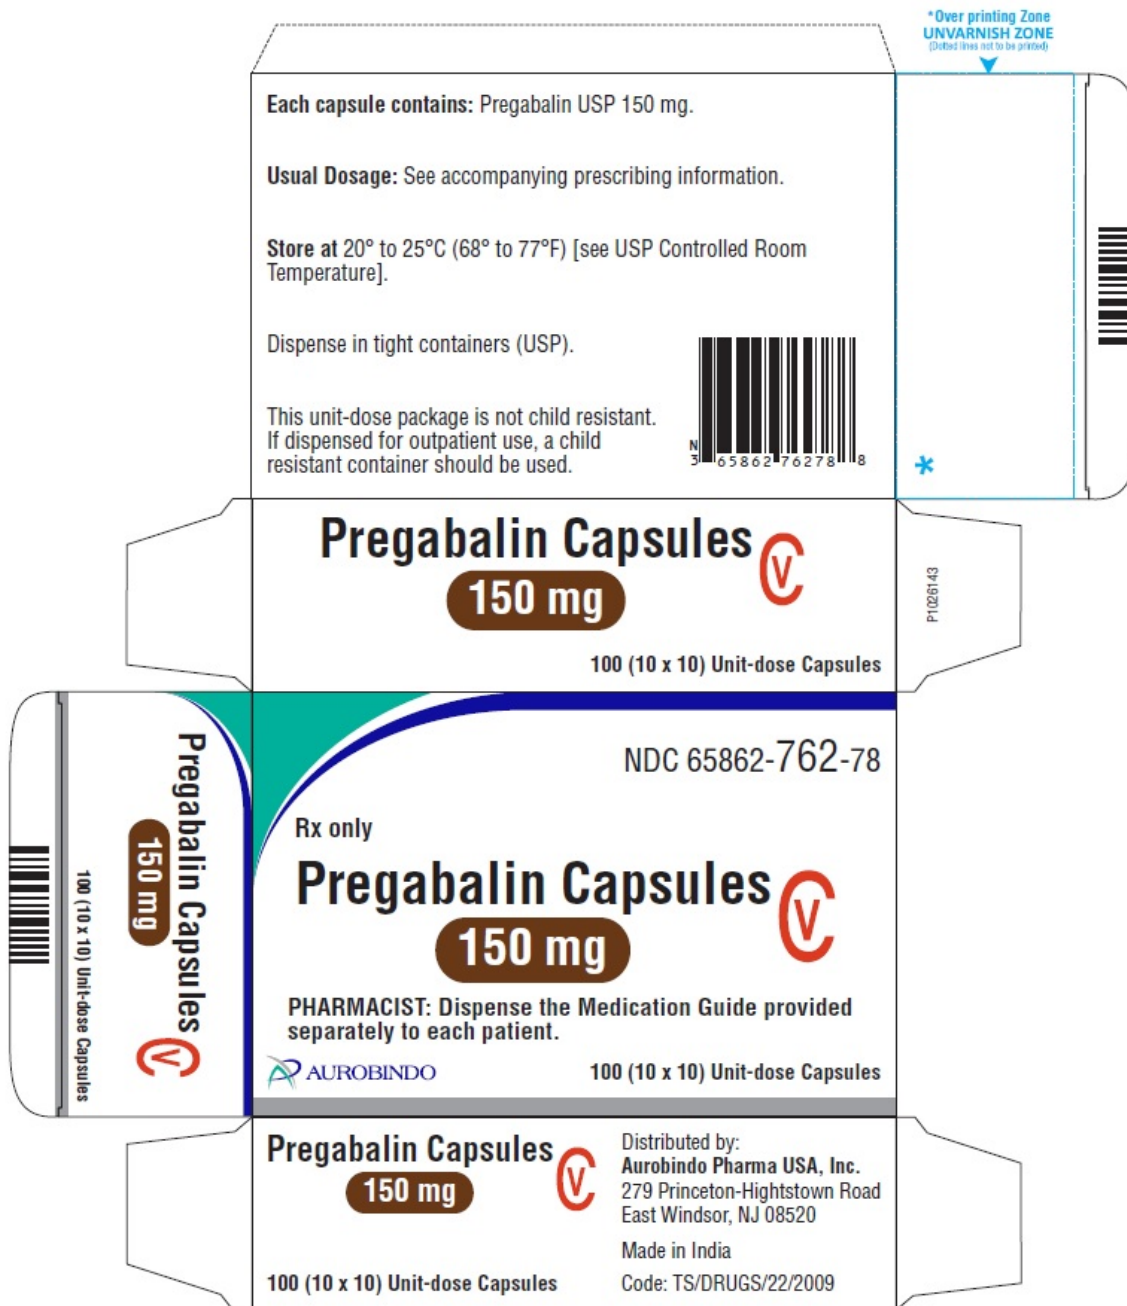 *Over printing Zone
UNVARNISH ZONE
(Dotted lines not to be printed)
Each capsule contains: Pregabalin USP 150 mg.
Usual Dosage: See accompanying prescribing information.
Store at 20° to 25°C (68° to 77°F) [see USP Controlled Room
Temperature].
Dispense in tight containers (USP).
This unit-dose package is not child resistant.
If dispensed for outpatient use, a child
resistant container should be used.
N
3 65862 76278 8
*
Pregabalin Capsules CV
150 mg
100 (10 x 10) Unit-dose Capsules
P1026143
Pregabalin Capsules CV
150 mg
100 (10 x 10) Unit-dose Capsules
NDC 65862-762-78
Rx only
Pregabalin Capsules CV
150 mg
PHARMACIST: Dispense the Medication Guide provided
separately to each patient.
AUROBINDO
100 (10 x 10) Unit-dose Capsules
Pregabalin Capsules CV
150 mg
100 (10 x 10) Unit-dose Capsules
Distributed by:
Aurobindo Pharma USA, Inc.
279 Princeton-Hightstown Road
East Windsor, NJ 08520
Made in India
Code: TS/DRUGS/22/2009